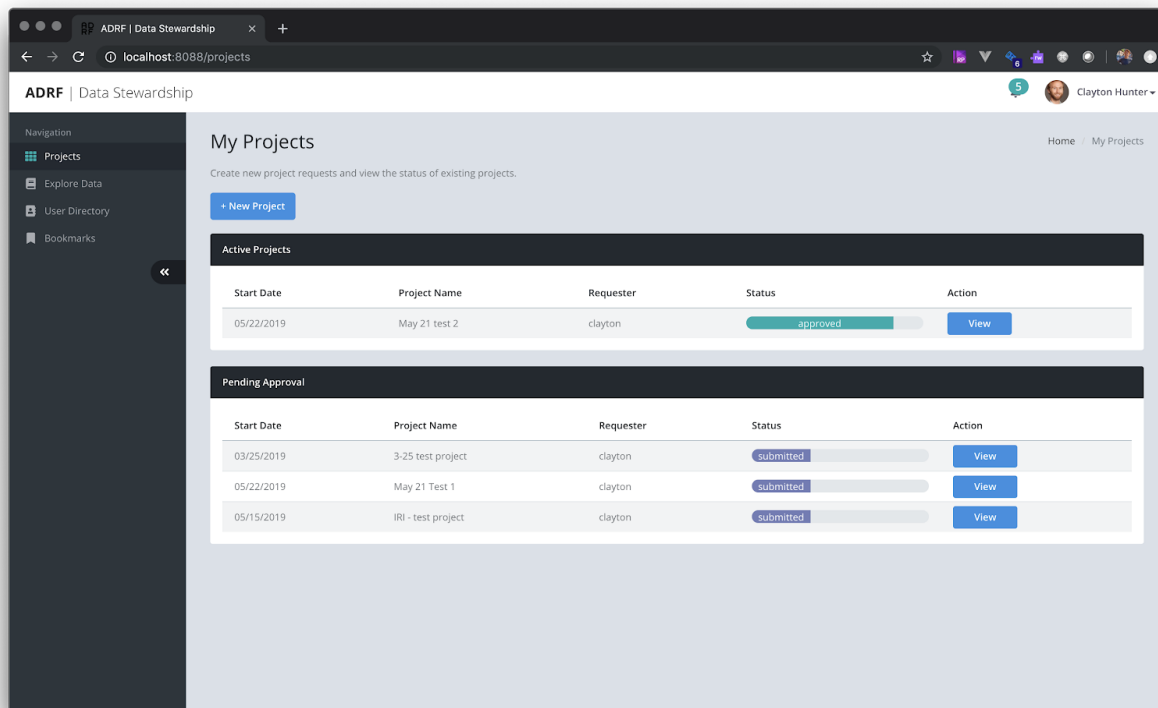 ADRF | Data Stewardship
localhost:8088/projects
6
ADRF | Data Stewardship
5
Clayton Hunter
Navigation
Projects
Explore Data
User Directory
Bookmarks
My Projects
Home / My Projects
Create new project requests and view the status of existing projects.
+ New Project
Active Projects
Start Date Project Name Requester Status Action
05/22/2019 May 21 test 2 clayton approved View
Pending Approval
Start Date Project Name Requester Status Action
03/25/2019 3-25 test project clayton submitted View
05/22/2019 May 21 Test 1 clayton submitted View
05/15/2019 IRI - test project clayton submitted View